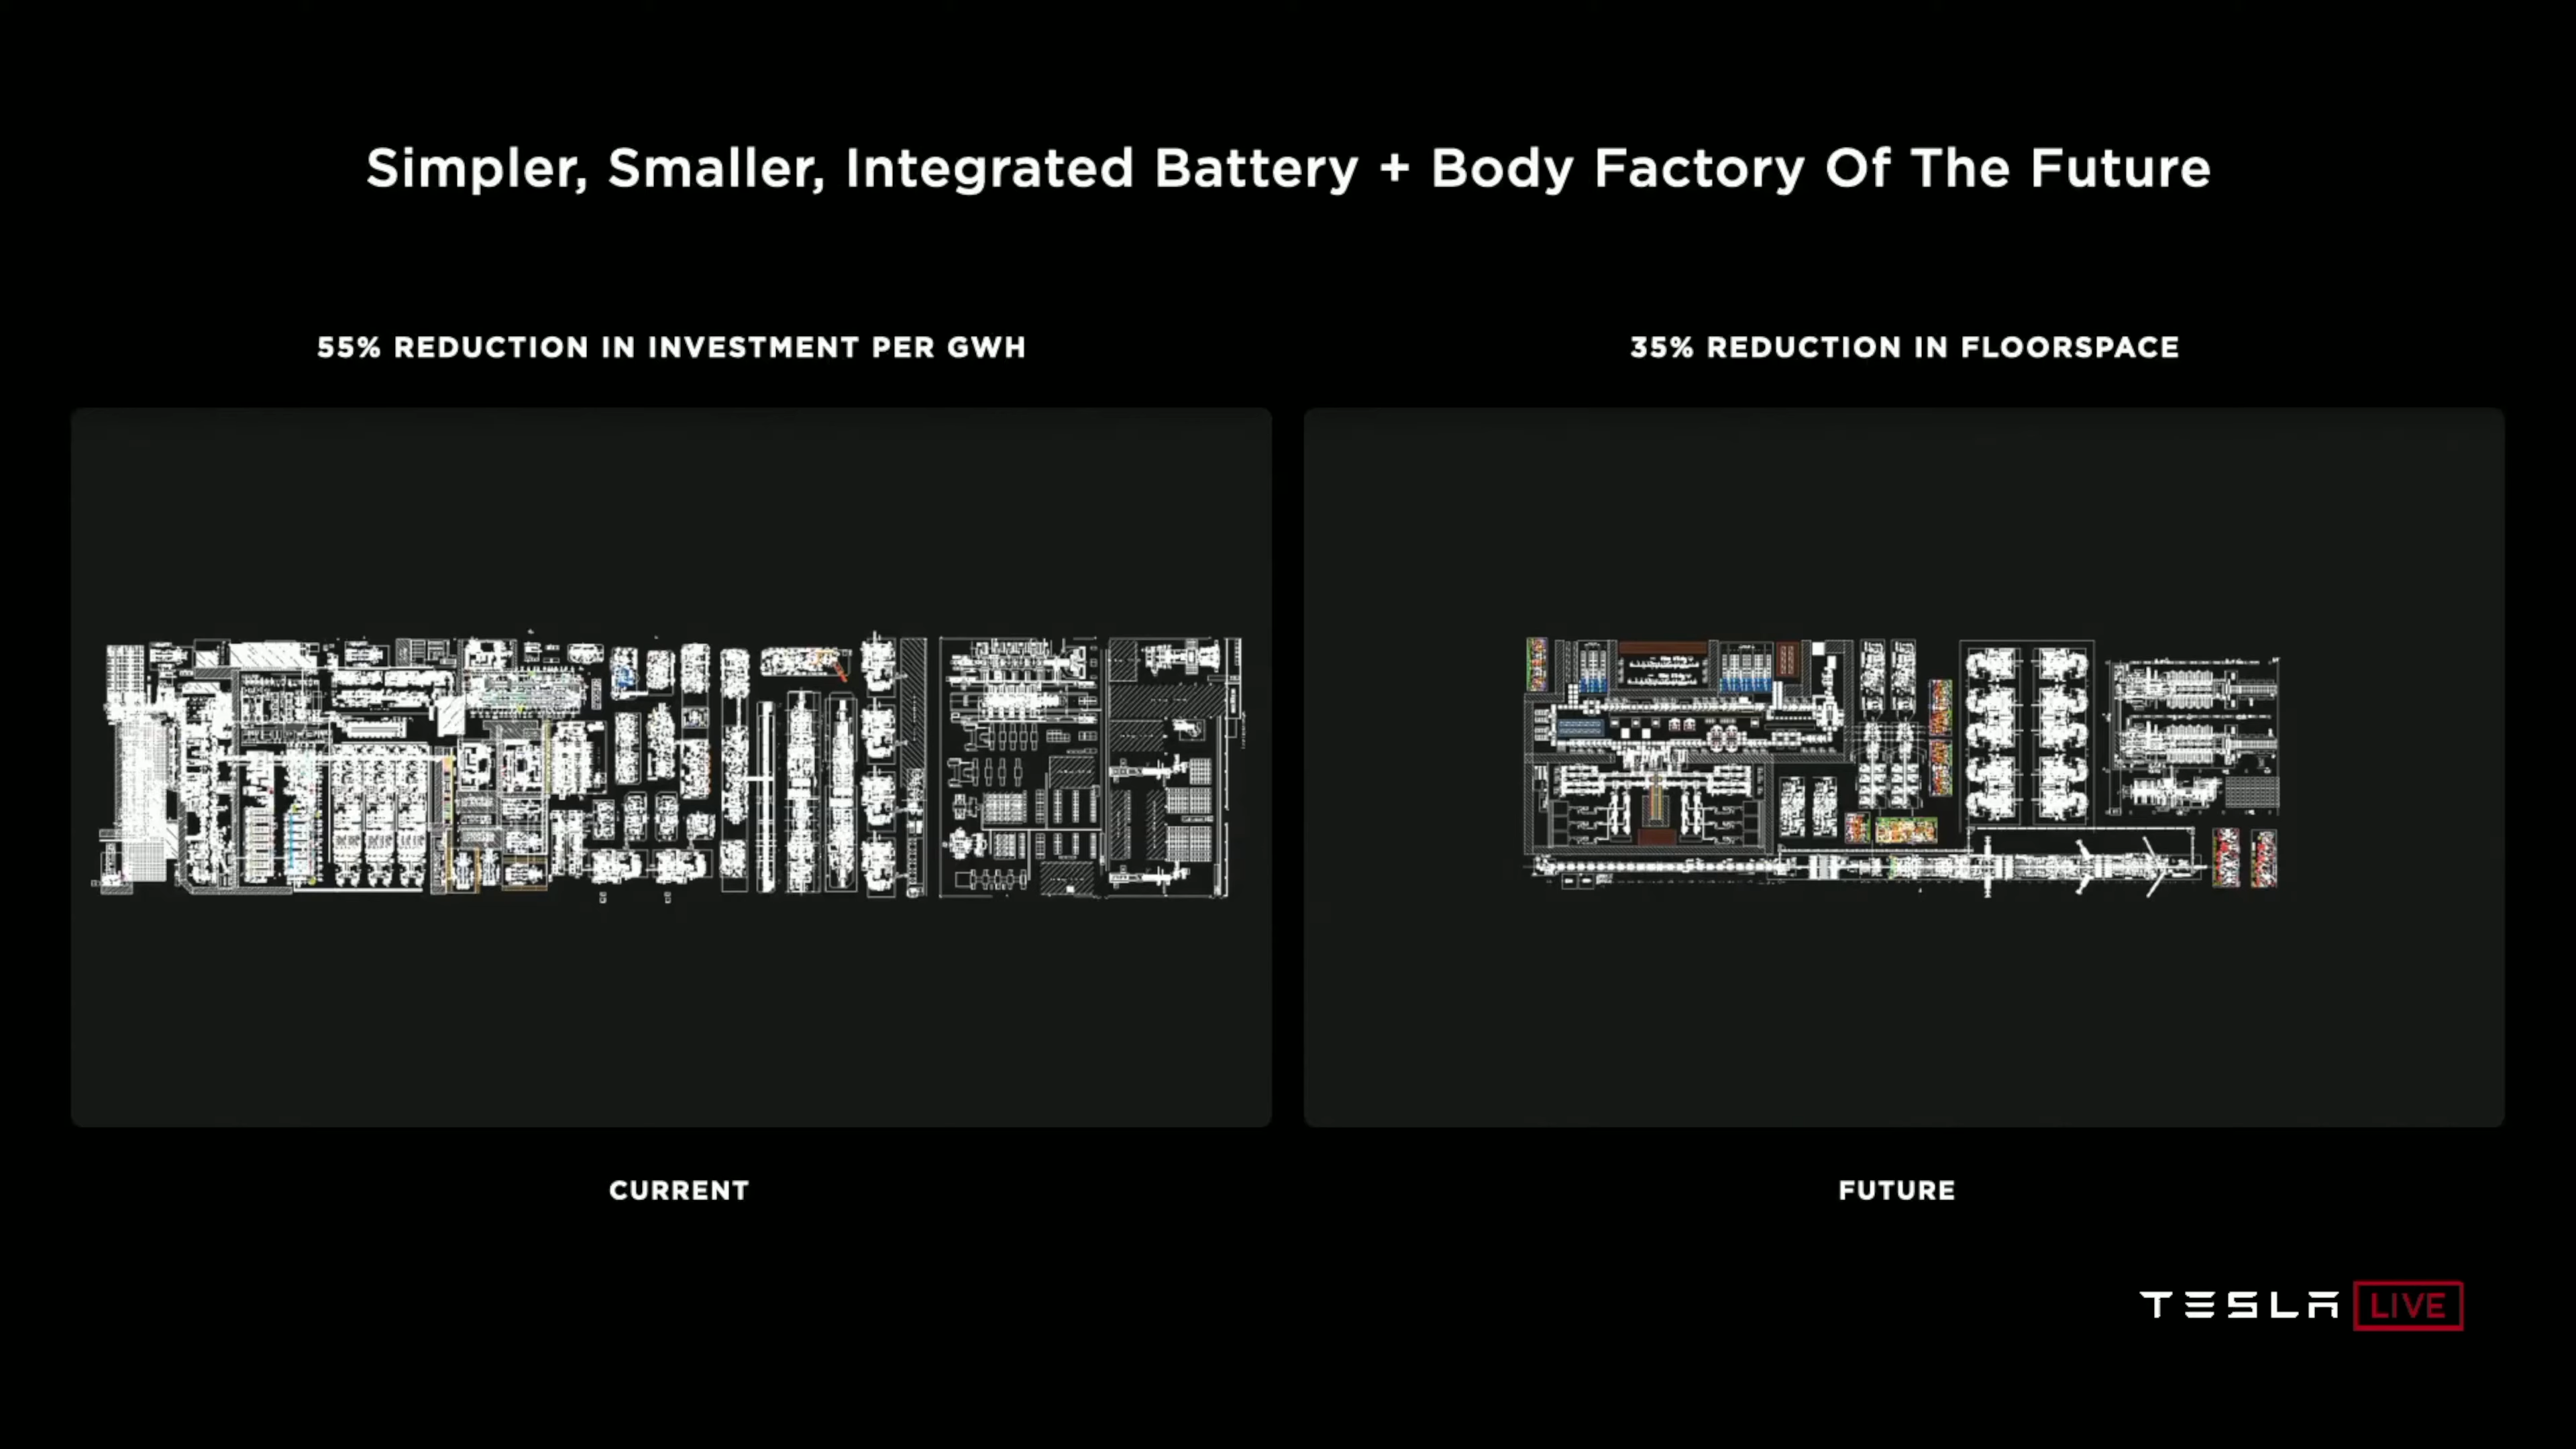 Simpler, Smaller, Integrated Battery + Body Factory Of The Future
55% REDUCTION IN INVESTMENT PER GWH
35% REDUCTION IN FLOORSPACE
CURRENT
FUTURE
TESLA LIVE